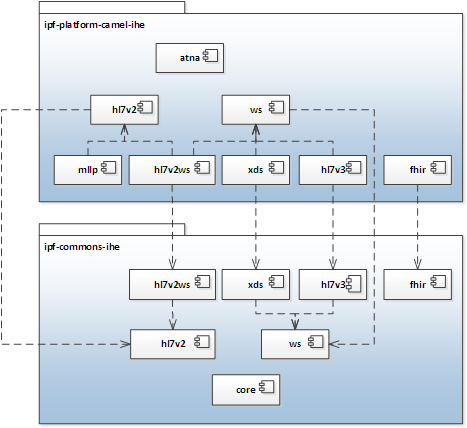 ipf-platform-camel-ihe
atna
hl7v2
ws
mllp
hl7v2ws
xds
hl7v3
fhir
ipf-commons-ihe
hl7v2ws
xds
hl7v3
fhir
hl7v2
ws
core